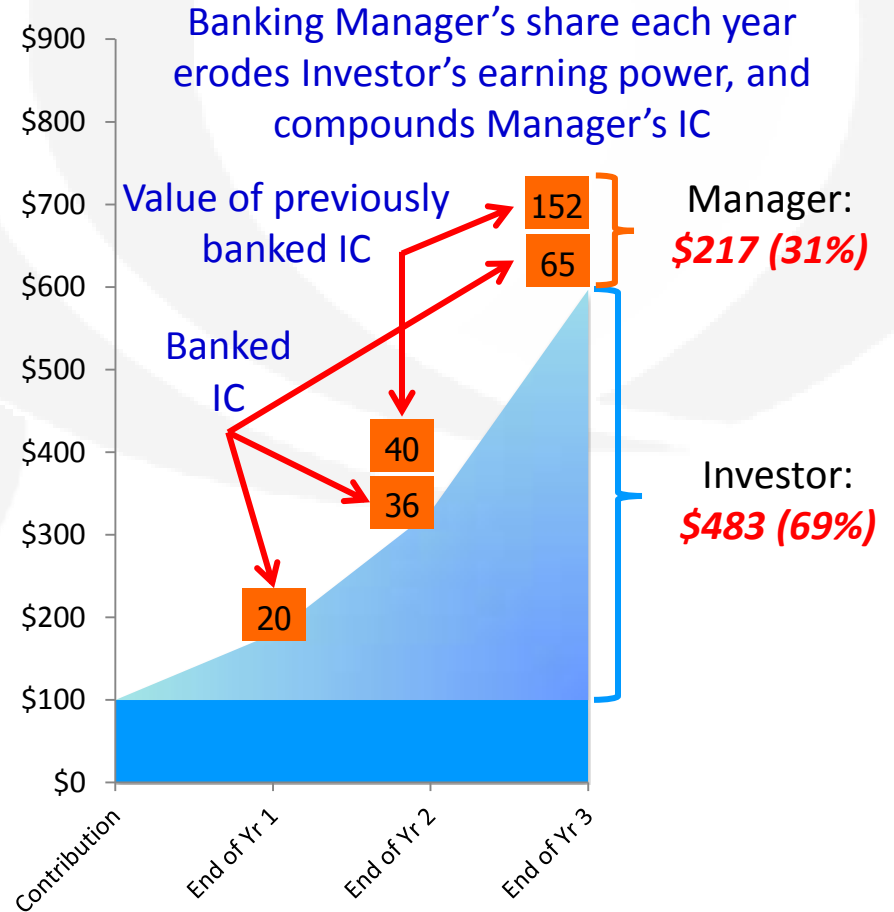 Banking Manager’s share each year
erodes Investor’s earning power, and
compounds Manager’s IC
$900
$800
$700
$600
$500
$400
$300
$200
$100
$0
Value of previously
banked IC
Banked
IC
152
65
40
36
20
Manager:
$217 (31%)
Investor:
$483 (69%)
Contribution
End of Yr 1
End of Yr 2
End of Yr 3